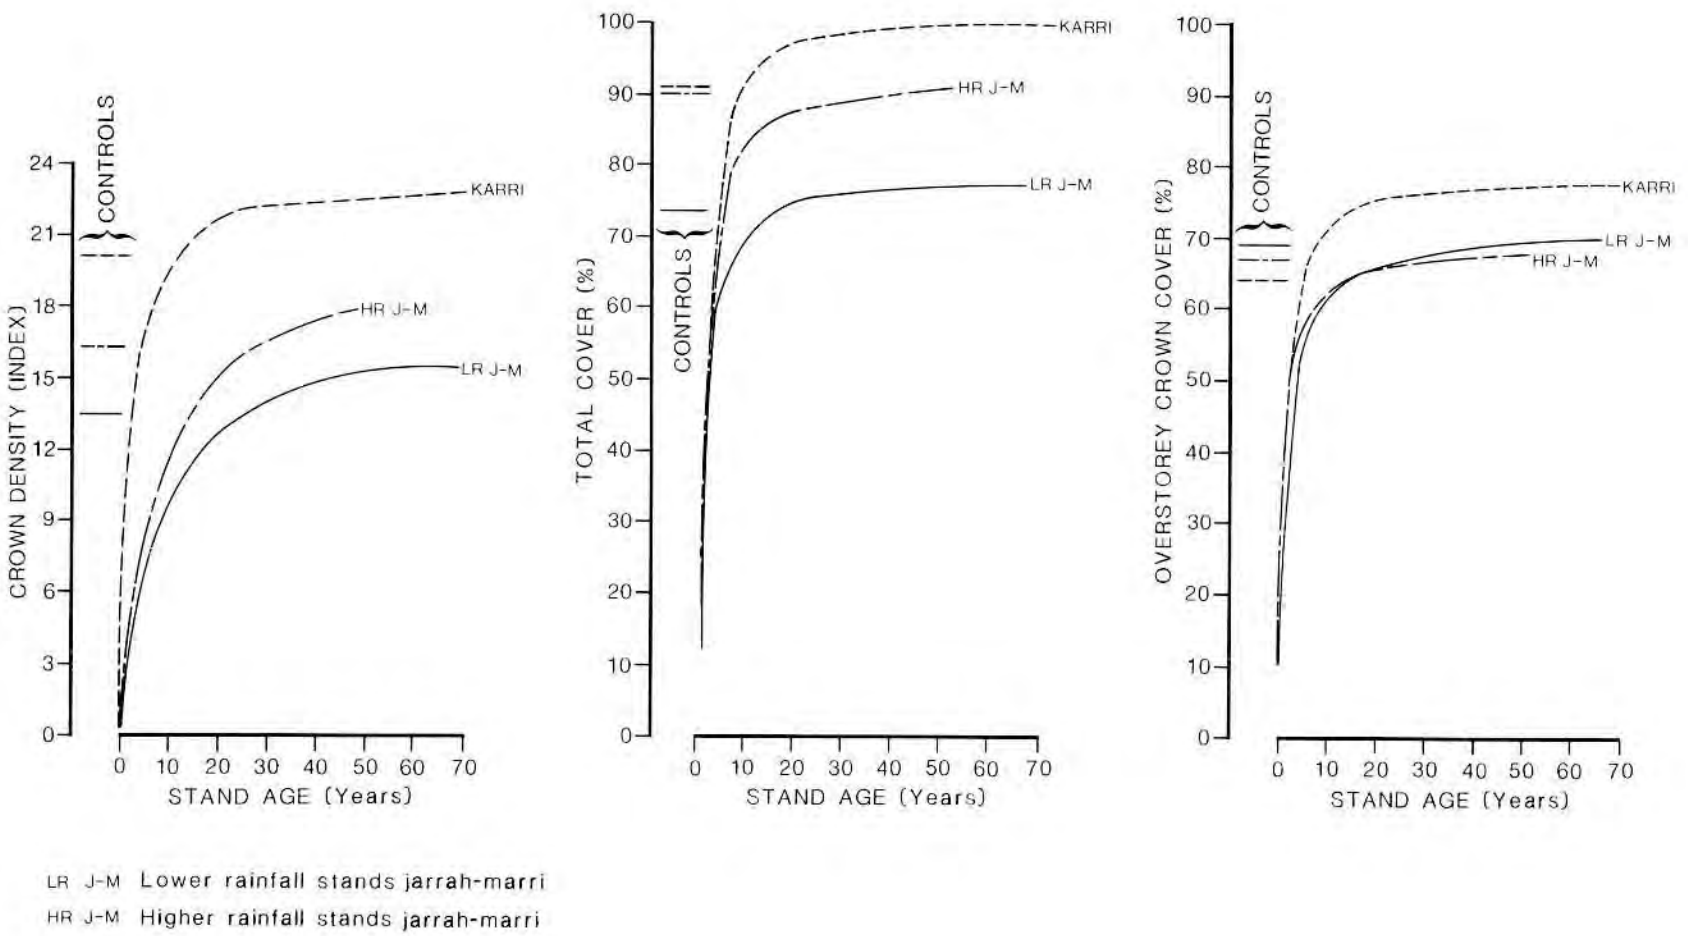 CROWN DENSITY (INDEX)
24
21
18
15
12
9
6
3
0
CONTROLS
KARRI
HR J-M
LR J-M
0 10 20 30 40 50 60 70
STAND AGE (Years)
TOTAL COVER (%)
100
90
80
70
60
50
40
30
20
10
0
CONTROLS
KARRI
HR J-M
LR J-M
0 10 20 30 40 50 60 70
STAND AGE (Years)
OVERSTOREY CROWN COVER (%)
100
90
80
70
60
50
40
30
20
10
0
CONTROLS
KARRI
LR J-M
HR J-M
0 10 20 30 40 50 60 70
STAND AGE (Years)
LR J-M Lower rainfall stands jarrah-marri
HR J-M Higher rainfall stands jarrah-marri